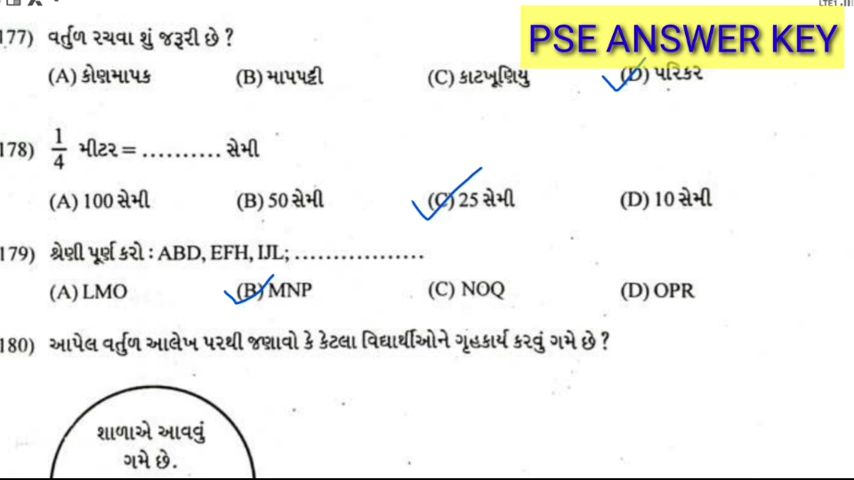 LTE1
PSE ANSWER KEY
177) વર્તુળ રચવા શું જરૂરી છે ?
(A) કોણમાપક (B) માપપટ્ટી (C) કાટખૂણિયુ (D) પરિકર
178) 1/4 મીટર = .......... સેમી
(A) 100 સેમી (B) 50 સેમી (C) 25 સેમી (D) 10 સેમી
179) શ્રેણી પૂર્ણ કરો : ABD, EFH, IJL; .................
(A) LMO (B) MNP (C) NOQ (D) OPR
180) આપેલ વર્તુળ આલેખ પરથી જણાવો કે કેટલા વિદ્યાર્થીઓને ગૃહકાર્ય કરવું ગમે છે ?
શાળાએ આવવું
ગમે છે.